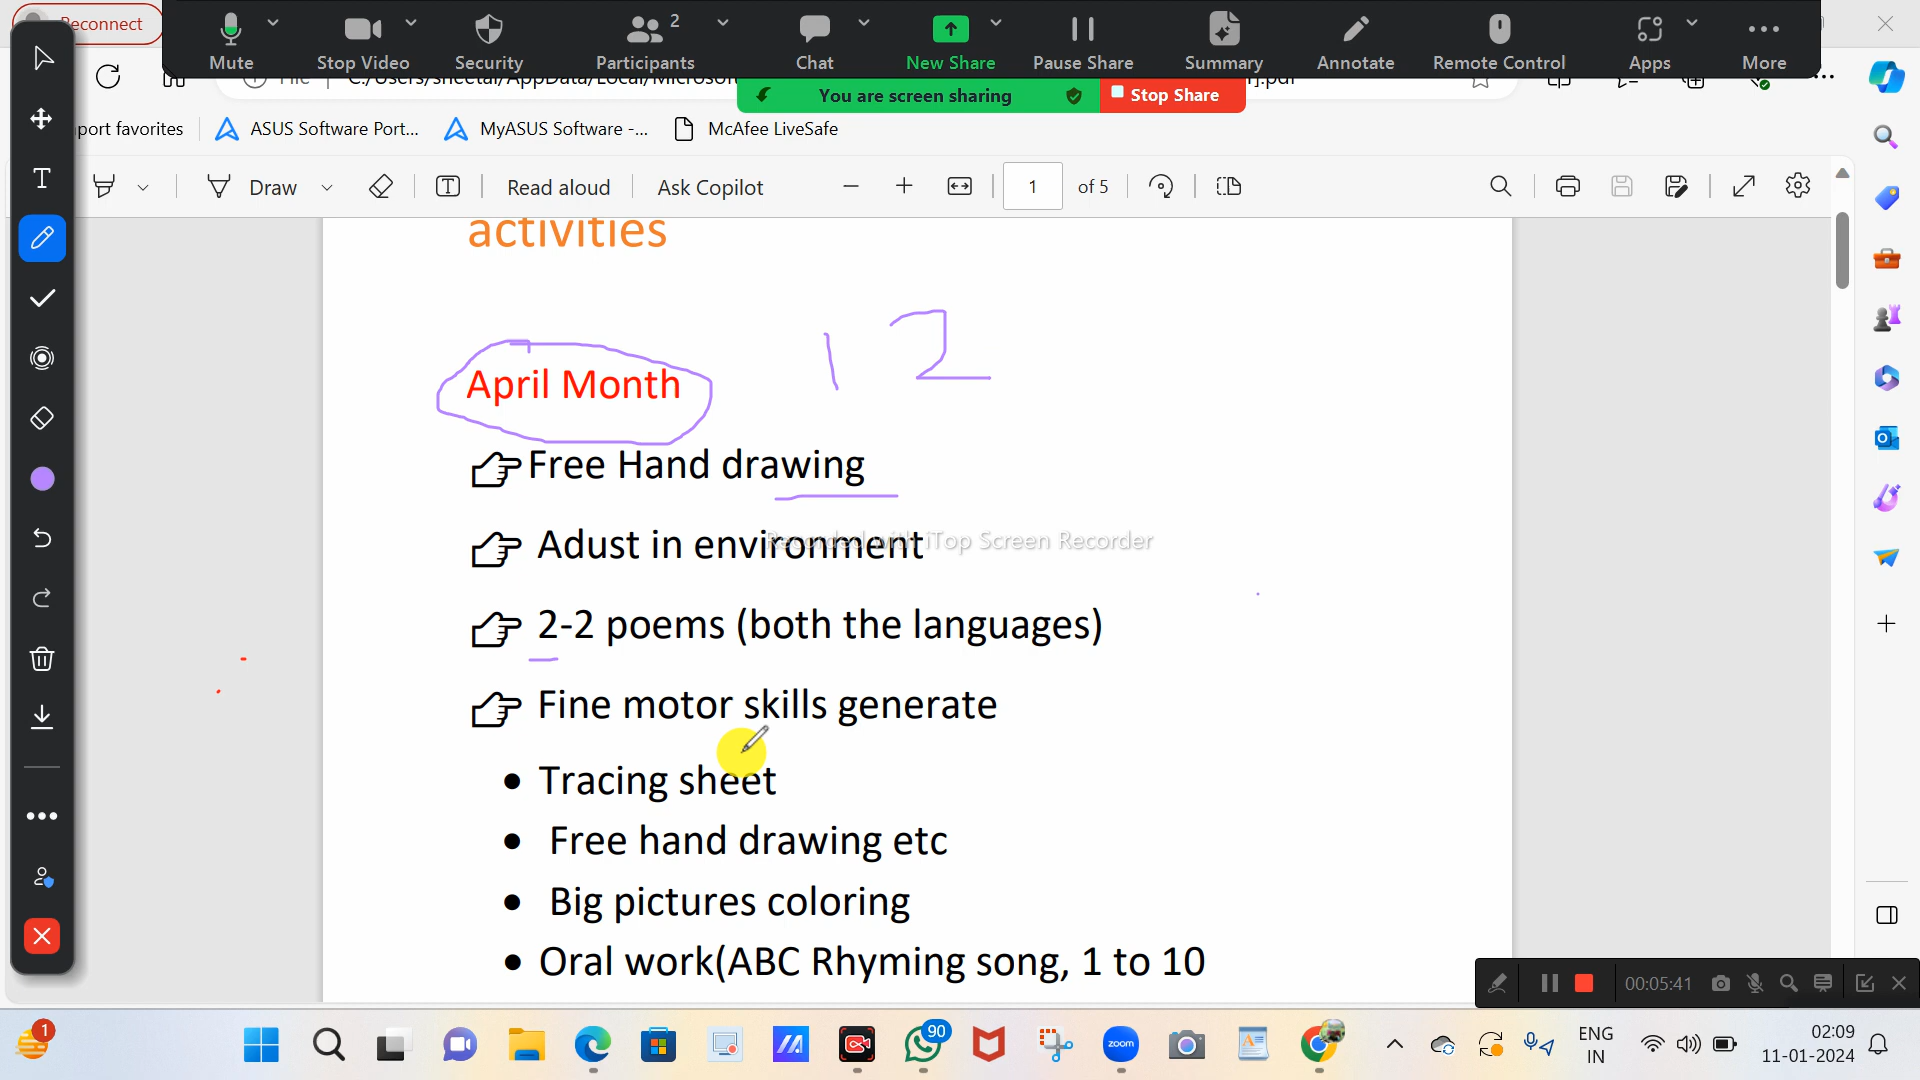 Reconnect
Mute
Stop Video
Security
Participants
2
Chat
New Share
Pause Share
Summary
Annotate
Remote Control
Apps
More
You are screen sharing
Stop Share
port favorites
ASUS Software Port...
MyASUS Software -...
McAfee LiveSafe
Draw
Read aloud
Ask Copilot
1
of 5
activities
1 2
April Month
Free Hand drawing
Adust in environment
Recorded with iTop Screen Recorder
2-2 poems (both the languages)
Fine motor skills generate
• Tracing sheet
• Free hand drawing etc
• Big pictures coloring
• Oral work(ABC Rhyming song, 1 to 10
00:05:41
1
90
zoom
ENG
IN
02:09
11-01-2024